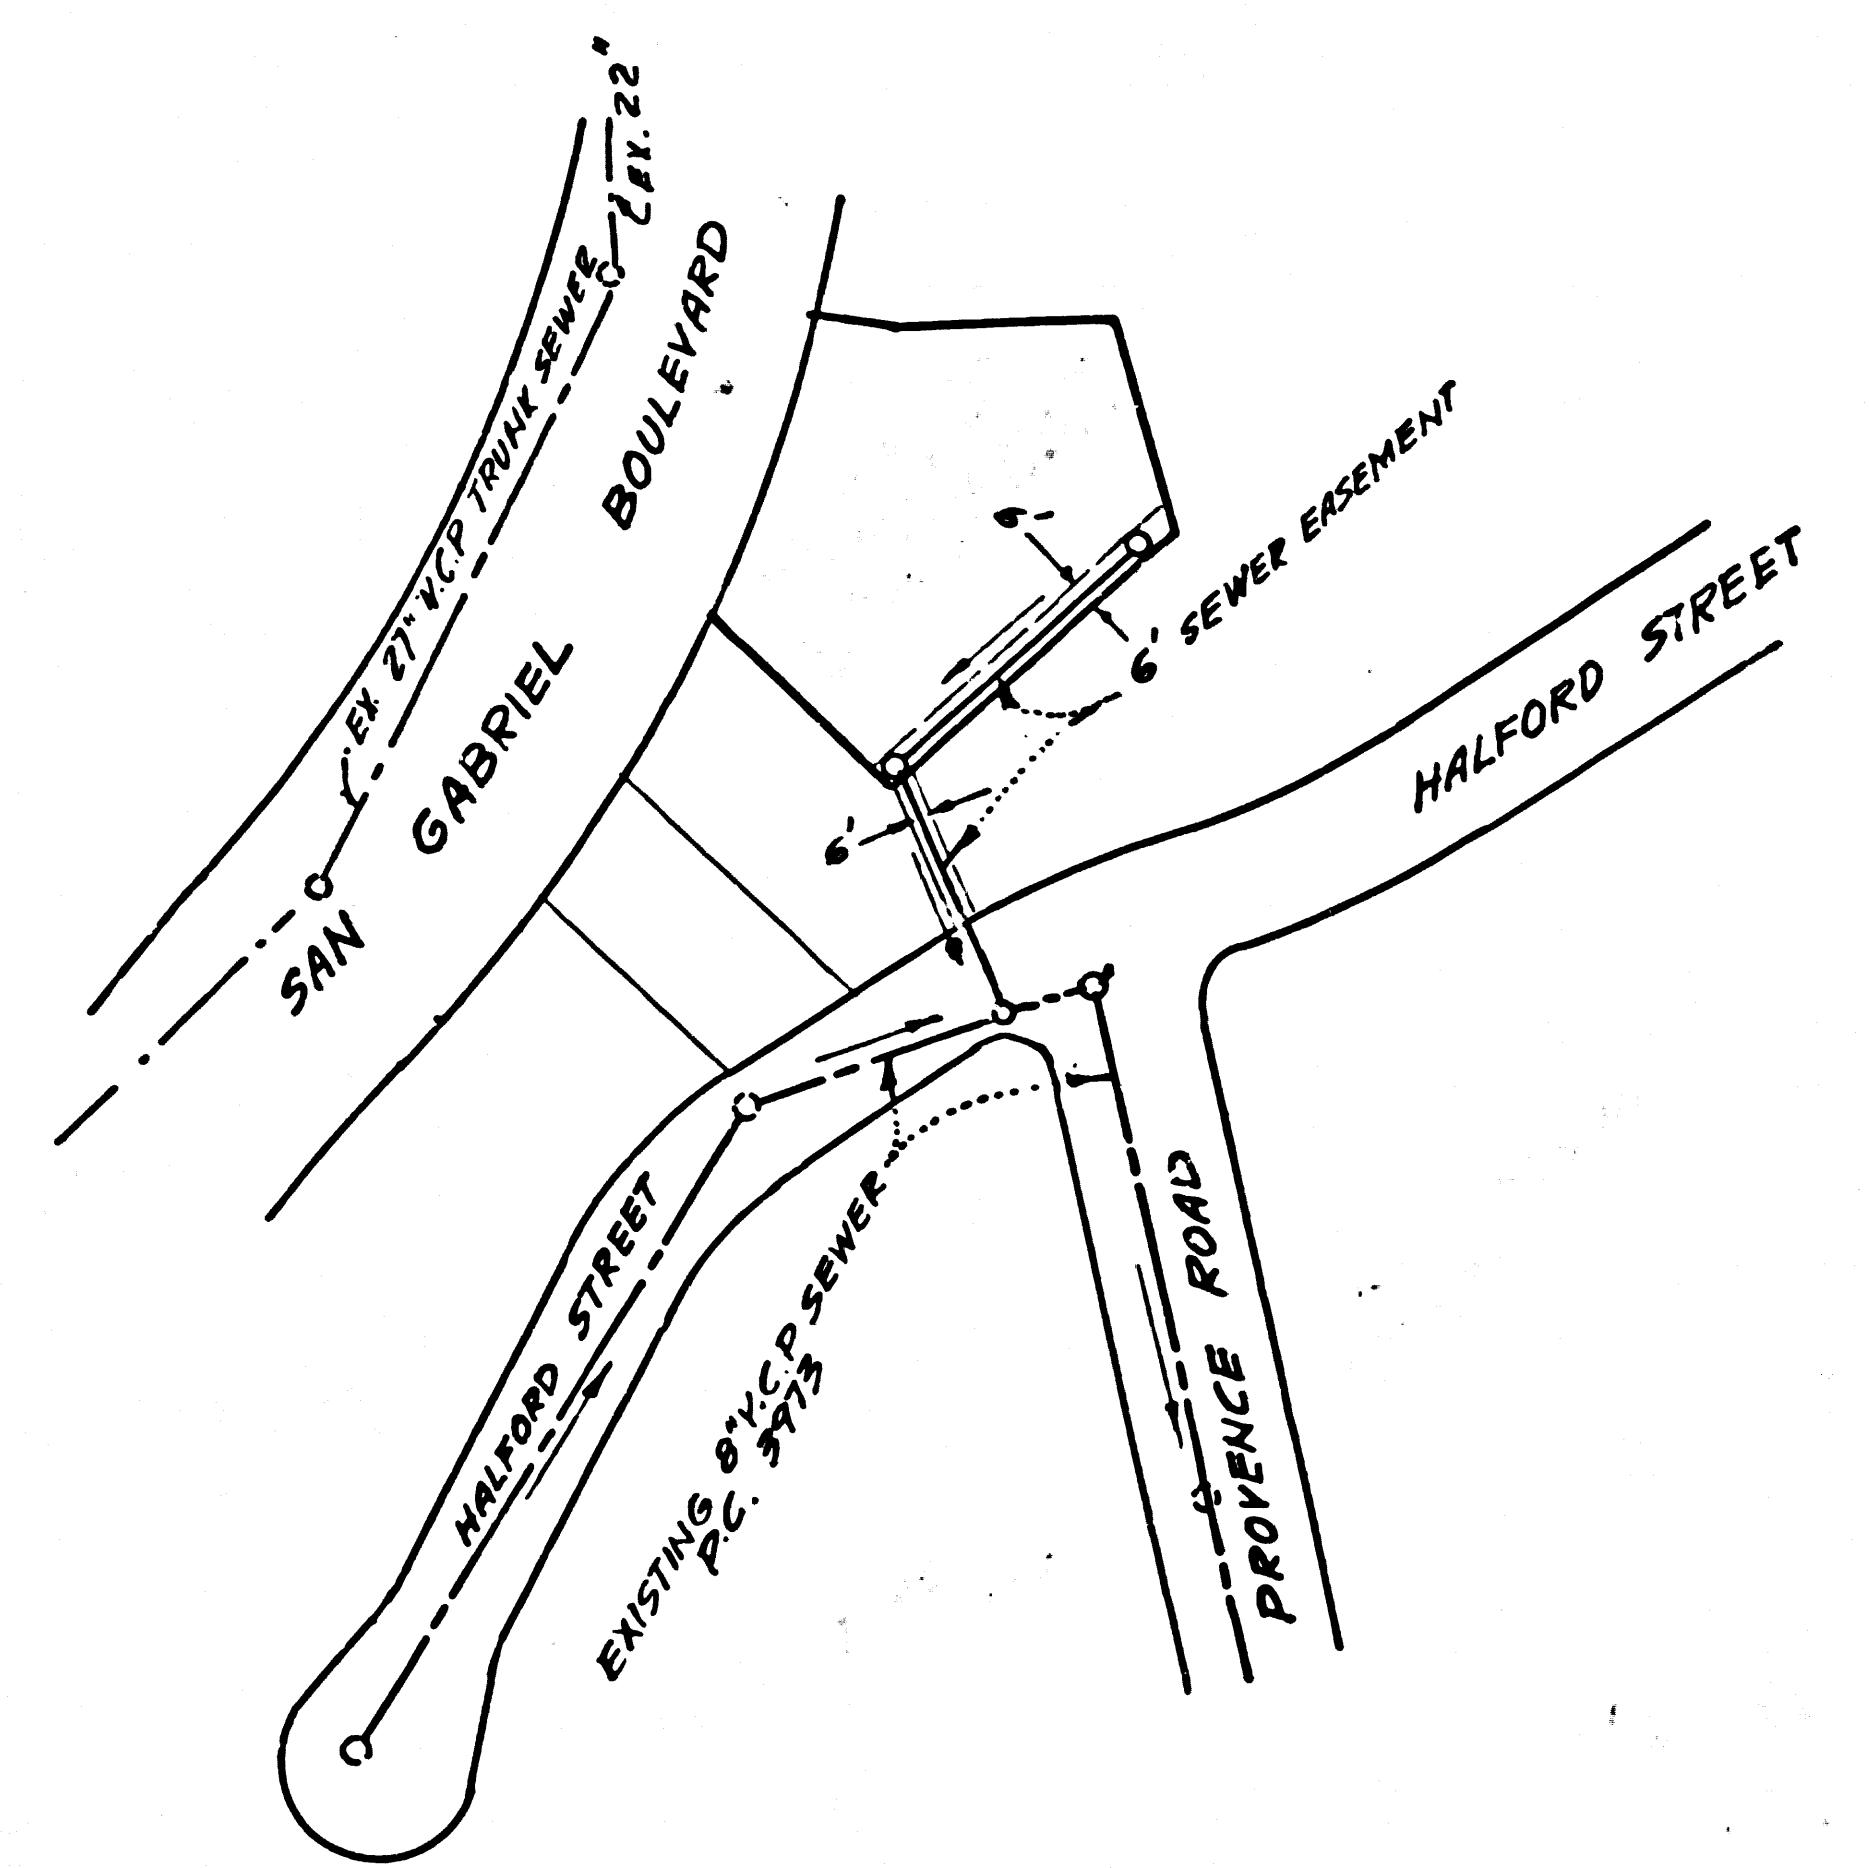 EX. 22"
EX. 27" V.C.P TRUNK SEWER
SAN GABRIEL BOULEVARD
6' SEWER EASEMENT
6'
HALFORD STREET
HALFORD STREET
EXISTING 8" V.C.P SEWER
P.C. 3973
PROVENCE ROAD